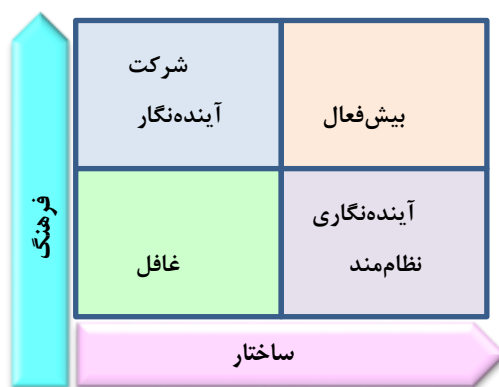 شرکت
آینده‌نگار
بیش‌فعال
غافل
آینده‌نگاری
نظام‌مند
فرهنگ
ساختار